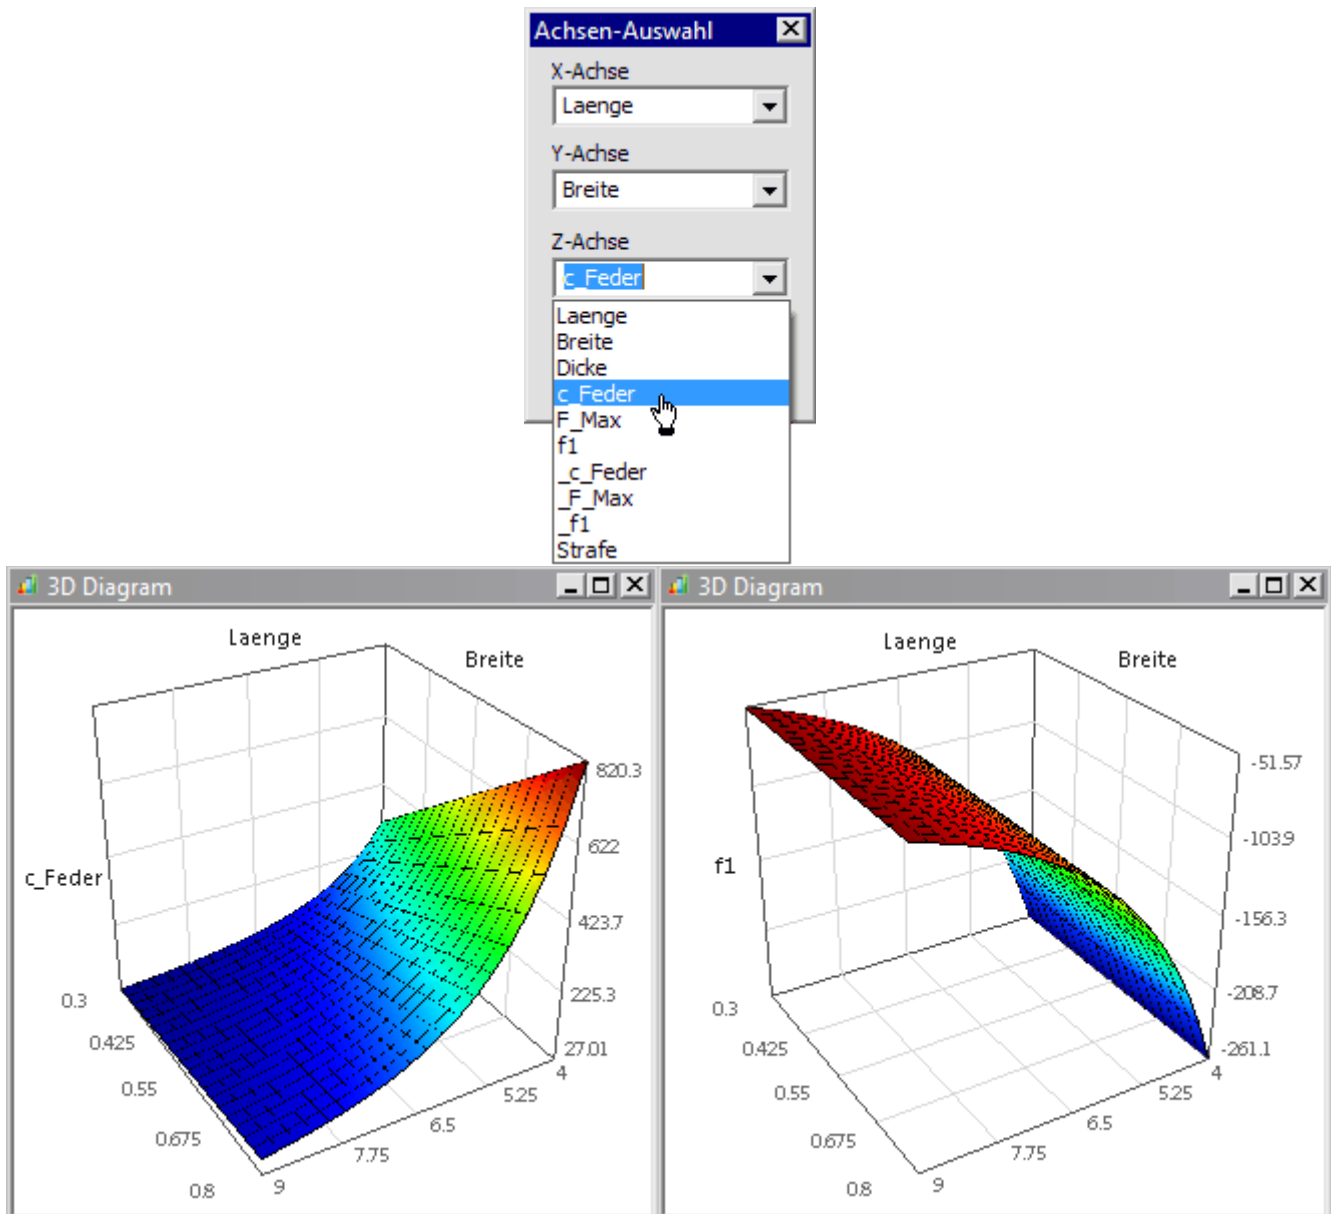 Achsen-Auswahl
X-Achse
Laenge
Y-Achse
Breite
Z-Achse
c_Feder
Laenge
Breite
Dicke
c_Feder
F_Max
f1
_c_Feder
_F_Max
_f1
Strafe
3D Diagram
Laenge
Breite
820.3
622
423.7
225.3
27.01
c_Feder
0.3
0.425
0.55
0.675
0.8
9
7.75
6.5
5.25
4
3D Diagram
Laenge
Breite
-51.57
-103.9
-156.3
-208.7
-261.1
f1
0.3
0.425
0.55
0.675
0.8
9
7.75
6.5
5.25
4